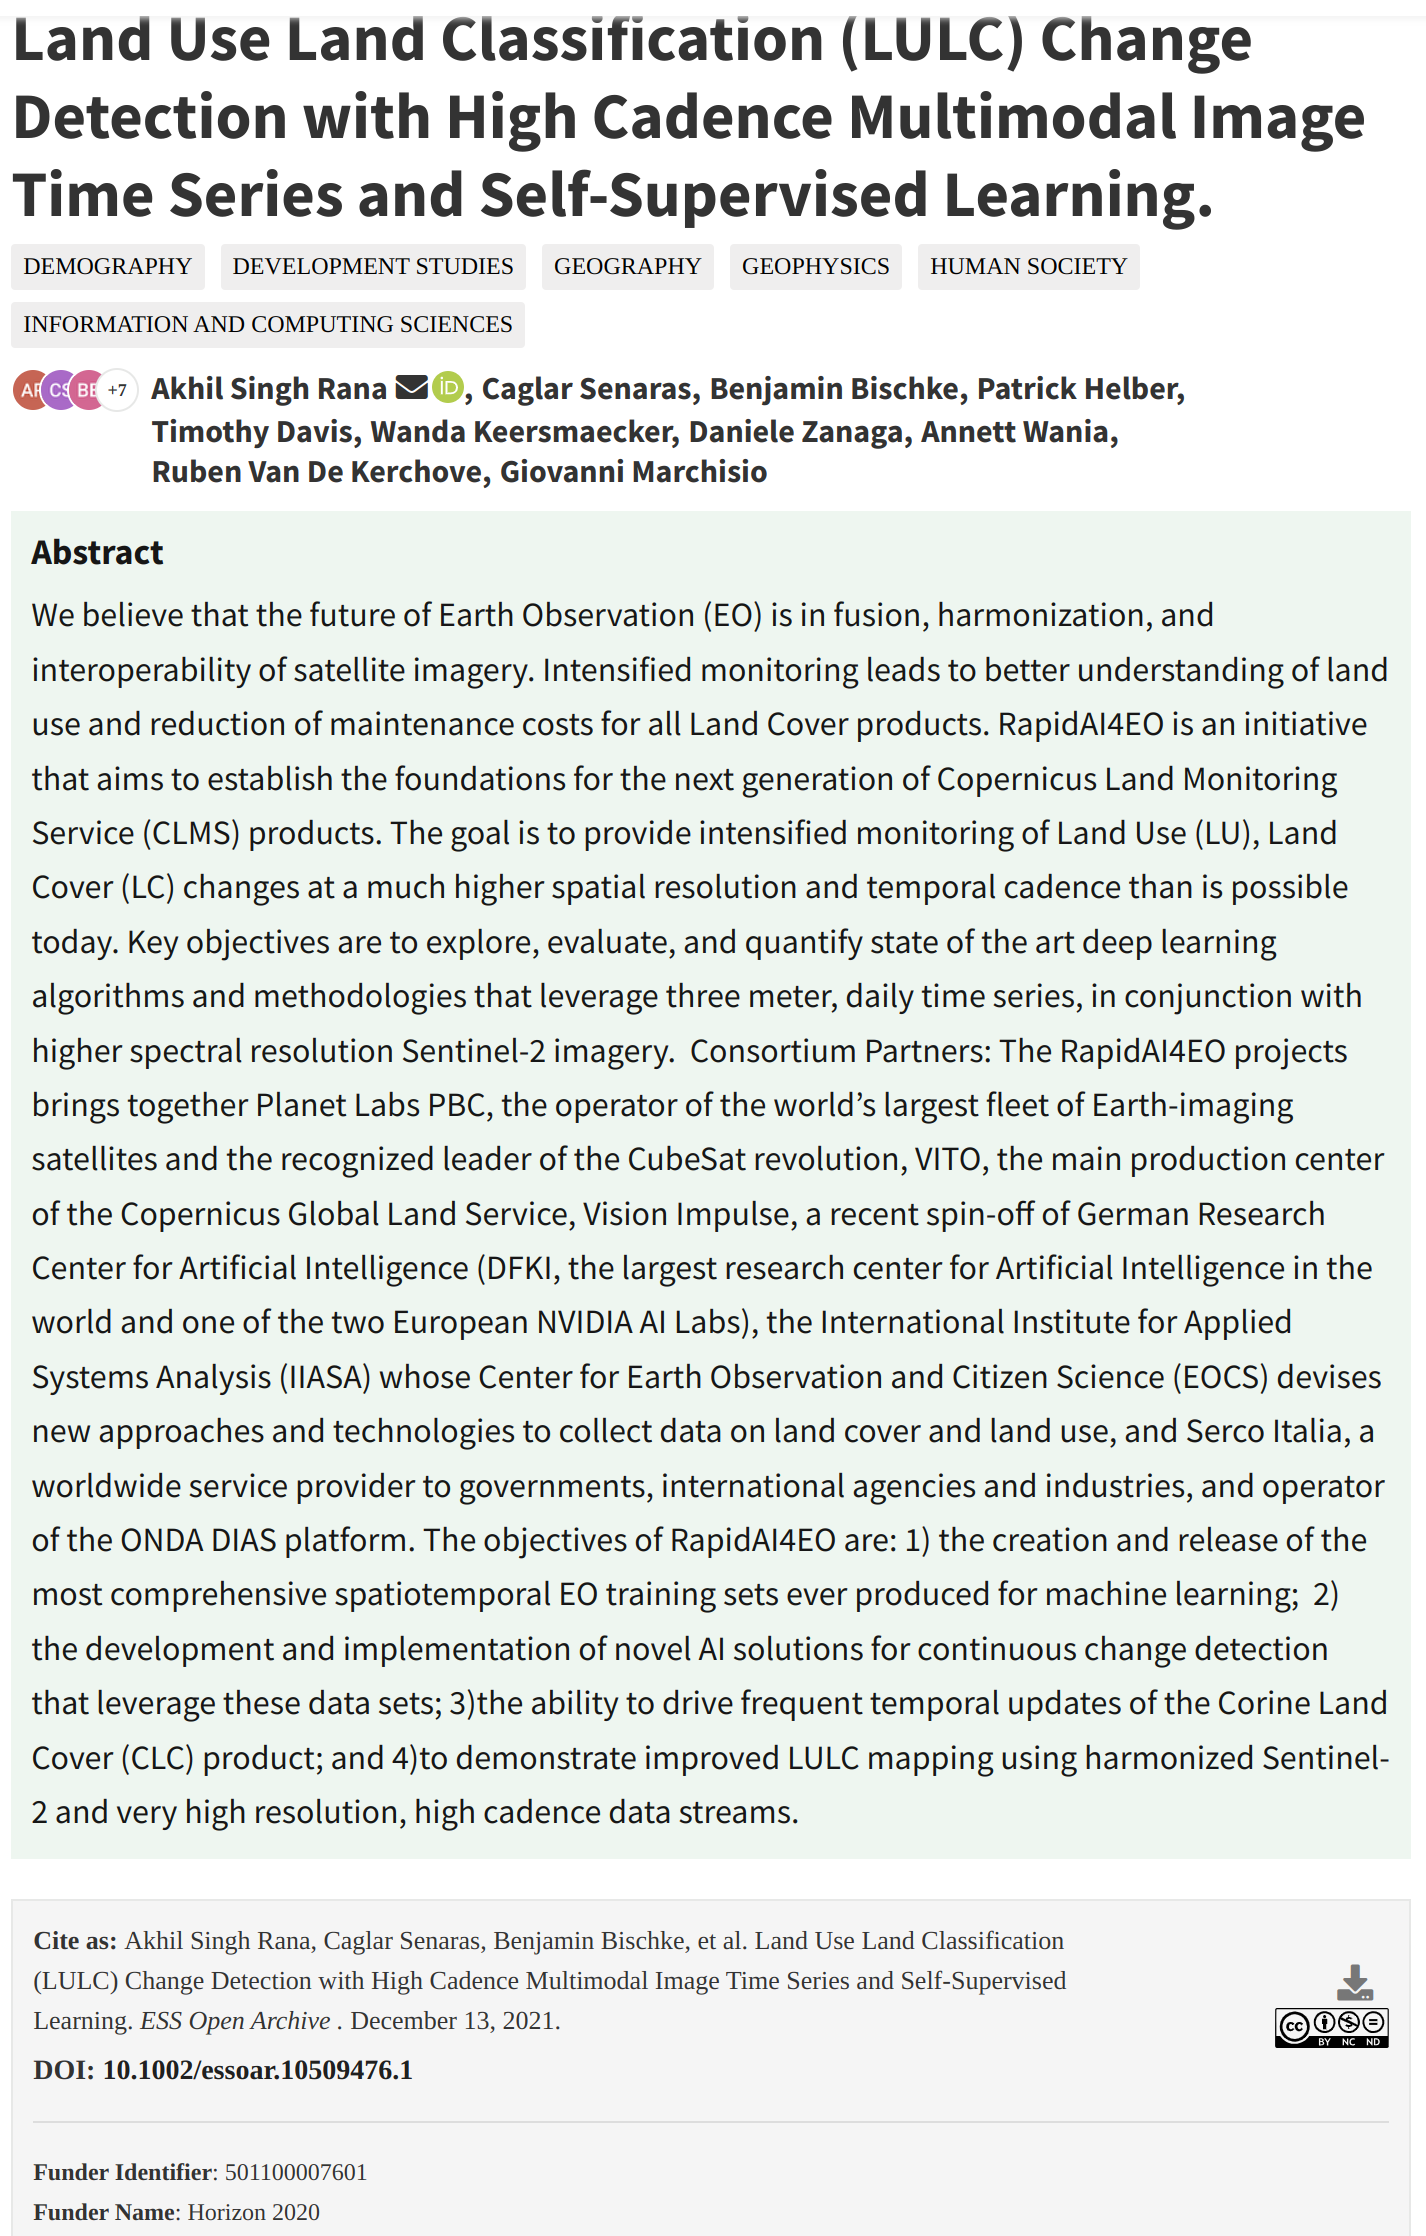 Land Use Land Classification (LULC) Change
Detection with High Cadence Multimodal Image
Time Series and Self-Supervised Learning.
DEMOGRAPHY DEVELOPMENT STUDIES GEOGRAPHY GEOPHYSICS HUMAN SOCIETY
INFORMATION AND COMPUTING SCIENCES
AR CS BB +7 Akhil Singh Rana iD, Caglar Senaras, Benjamin Bischke, Patrick Helber,
Timothy Davis, Wanda Keersmaecker, Daniele Zanaga, Annett Wania,
Ruben Van De Kerchove, Giovanni Marchisio
Abstract
We believe that the future of Earth Observation (EO) is in fusion, harmonization, and
interoperability of satellite imagery. Intensified monitoring leads to better understanding of land
use and reduction of maintenance costs for all Land Cover products. RapidAI4EO is an initiative
that aims to establish the foundations for the next generation of Copernicus Land Monitoring
Service (CLMS) products. The goal is to provide intensified monitoring of Land Use (LU), Land
Cover (LC) changes at a much higher spatial resolution and temporal cadence than is possible
today. Key objectives are to explore, evaluate, and quantify state of the art deep learning
algorithms and methodologies that leverage three meter, daily time series, in conjunction with
higher spectral resolution Sentinel-2 imagery.  Consortium Partners: The RapidAI4EO projects
brings together Planet Labs PBC, the operator of the world’s largest fleet of Earth-imaging
satellites and the recognized leader of the CubeSat revolution, VITO, the main production center
of the Copernicus Global Land Service, Vision Impulse, a recent spin-off of German Research
Center for Artificial Intelligence (DFKI, the largest research center for Artificial Intelligence in the
world and one of the two European NVIDIA AI Labs), the International Institute for Applied
Systems Analysis (IIASA) whose Center for Earth Observation and Citizen Science (EOCS) devises
new approaches and technologies to collect data on land cover and land use, and Serco Italia, a
worldwide service provider to governments, international agencies and industries, and operator
of the ONDA DIAS platform. The objectives of RapidAI4EO are: 1) the creation and release of the
most comprehensive spatiotemporal EO training sets ever produced for machine learning;  2)
the development and implementation of novel AI solutions for continuous change detection
that leverage these data sets; 3)the ability to drive frequent temporal updates of the Corine Land
Cover (CLC) product; and 4)to demonstrate improved LULC mapping using harmonized Sentinel-
2 and very high resolution, high cadence data streams.
Cite as: Akhil Singh Rana, Caglar Senaras, Benjamin Bischke, et al. Land Use Land Classification
(LULC) Change Detection with High Cadence Multimodal Image Time Series and Self-Supervised
Learning. ESS Open Archive . December 13, 2021.
cc BY NC ND
DOI: 10.1002/essoar.10509476.1
Funder Identifier: 501100007601
Funder Name: Horizon 2020